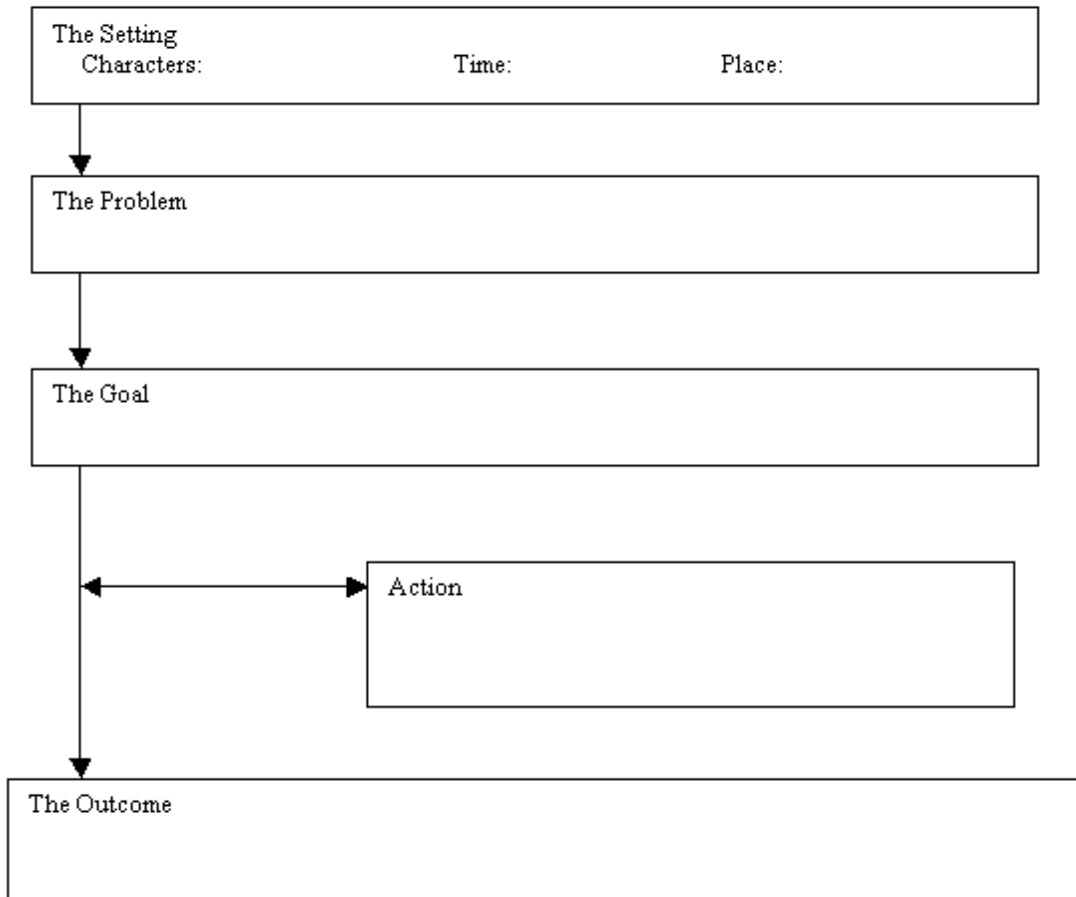 The Setting
Characters: Time: Place:
The Problem
The Goal
Action
The Outcome